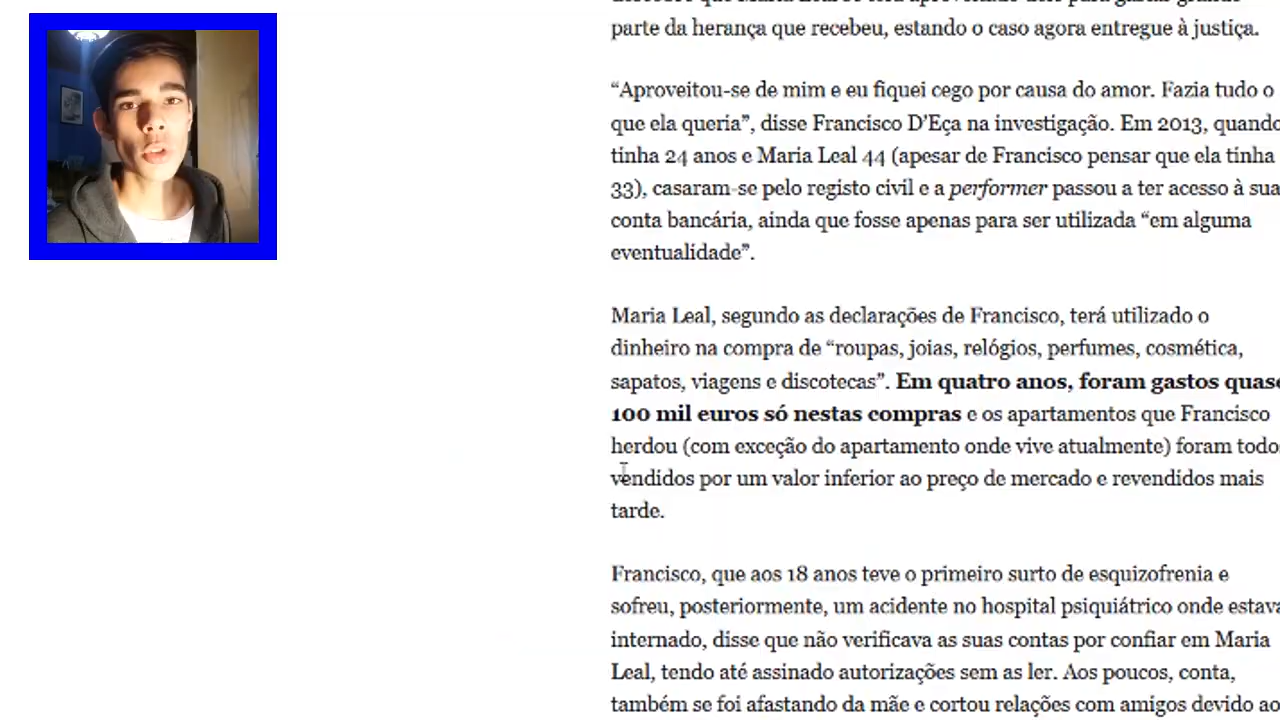 parte da herança que recebeu, estando o caso agora entregue à justiça.
“Aproveitou-se de mim e eu fiquei cego por causa do amor. Fazia tudo o
que ela queria”, disse Francisco D’Eça na investigação. Em 2013, quando
tinha 24 anos e Maria Leal 44 (apesar de Francisco pensar que ela tinha
33), casaram-se pelo registo civil e a performer passou a ter acesso à sua
conta bancária, ainda que fosse apenas para ser utilizada “em alguma
eventualidade”.
Maria Leal, segundo as declarações de Francisco, terá utilizado o
dinheiro na compra de “roupas, joias, relógios, perfumes, cosmética,
sapatos, viagens e discotecas”. Em quatro anos, foram gastos quase
100 mil euros só nestas compras e os apartamentos que Francisco
herdou (com exceção do apartamento onde vive atualmente) foram todo
vendidos por um valor inferior ao preço de mercado e revendidos mais
tarde.
Francisco, que aos 18 anos teve o primeiro surto de esquizofrenia e
sofreu, posteriormente, um acidente no hospital psiquiátrico onde estava
internado, disse que não verificava as suas contas por confiar em Maria
Leal, tendo até assinado autorizações sem as ler. Aos poucos, conta,
também se foi afastando da mãe e cortou relações com amigos devido ao